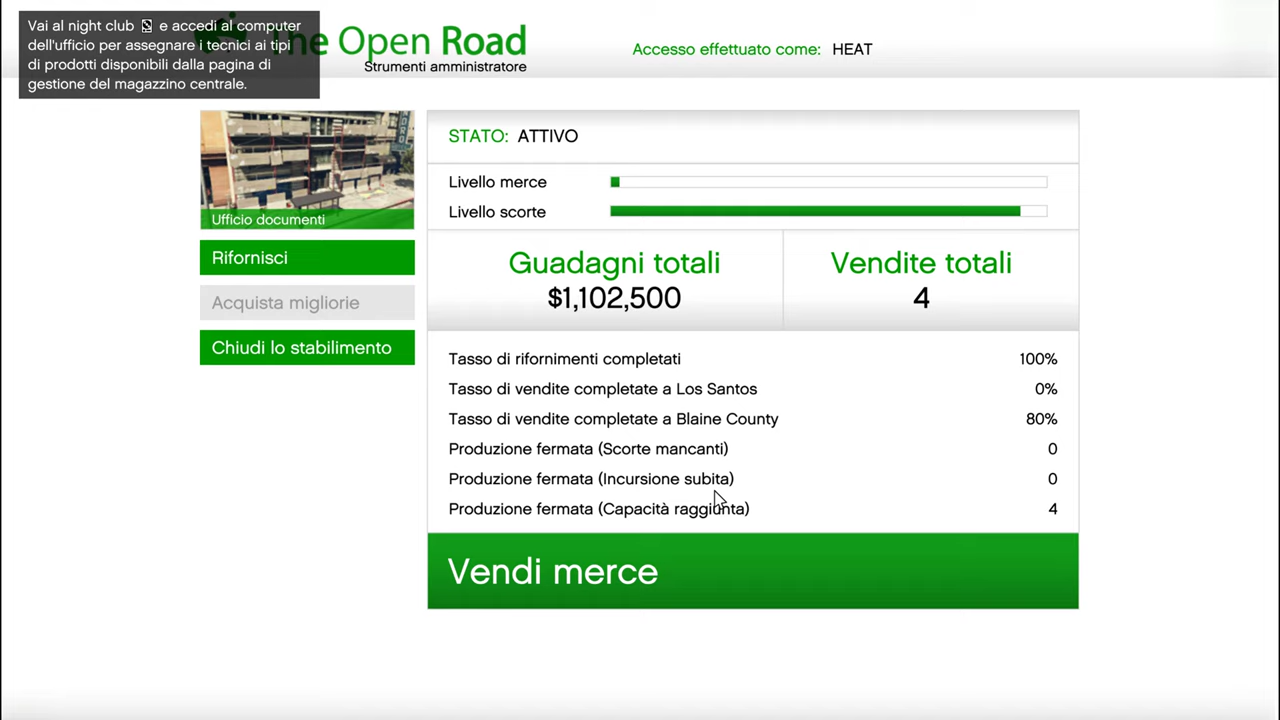 Vai al night club e accedi al computer
dell'ufficio per assegnare i tecnici ai tipi
di prodotti disponibili dalla pagina di
gestione del magazzino centrale.
The Open Road
Strumenti amministratore
Accesso effettuato come: HEAT
Ufficio documenti
Rifornisci
Acquista migliorie
Chiudi lo stabilimento
STATO: ATTIVO
Livello merce
Livello scorte
Guadagni totali
$1,102,500
Vendite totali
4
Tasso di rifornimenti completati 100%
Tasso di vendite completate a Los Santos 0%
Tasso di vendite completate a Blaine County 80%
Produzione fermata (Scorte mancanti) 0
Produzione fermata (Incursione subita) 0
Produzione fermata (Capacità raggiunta) 4
Vendi merce